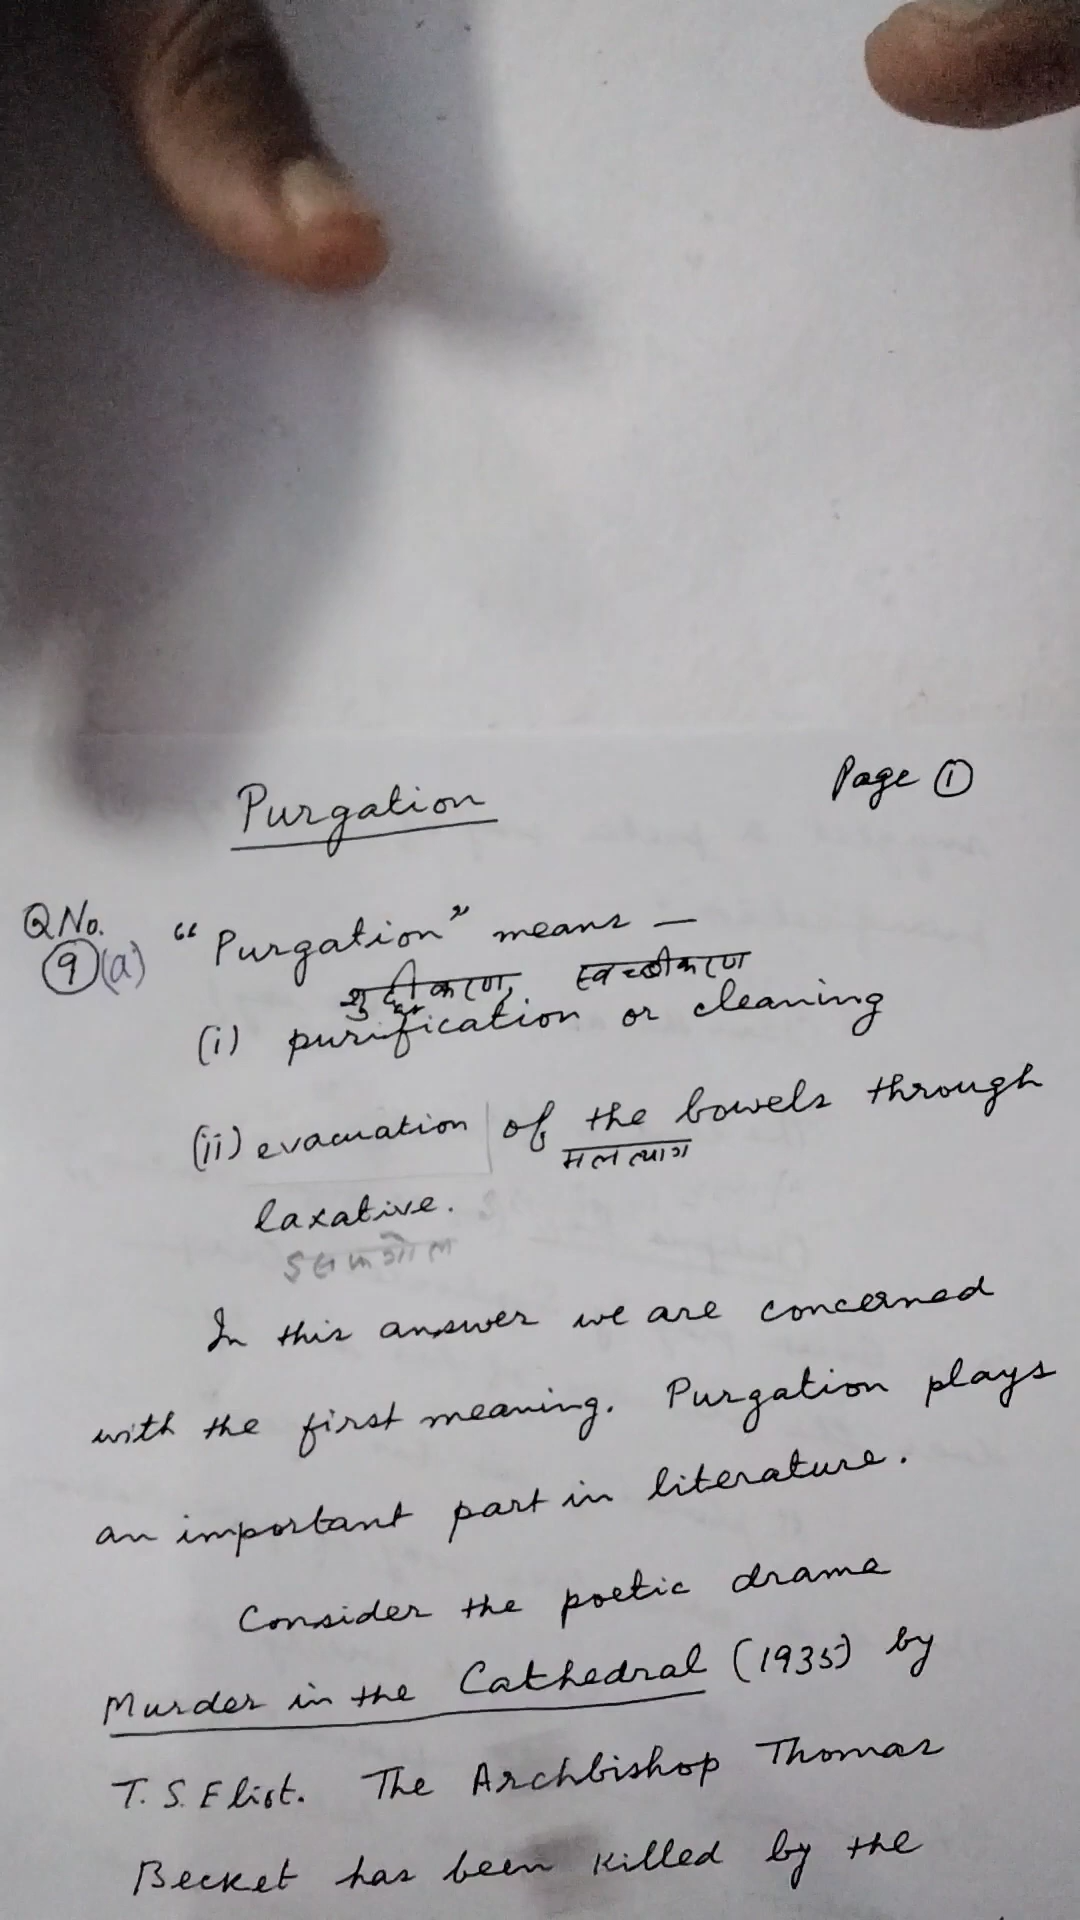 Purgation
Page ①
Q No.
⑨(a)
“Purgation” means —
शुद्धीकरण, स्वच्छीकरण
(i) purification or cleaning
(ii) evacuation of the bowels through
मलत्याग
laxative.
इसफगोल
In this answer we are concerned
with the first meaning. Purgation plays
an important part in literature.
Consider the poetic drama
Murder in the Cathedral (1935) by
T. S. Eliot. The Archbishop Thomas
Becket has been killed by the